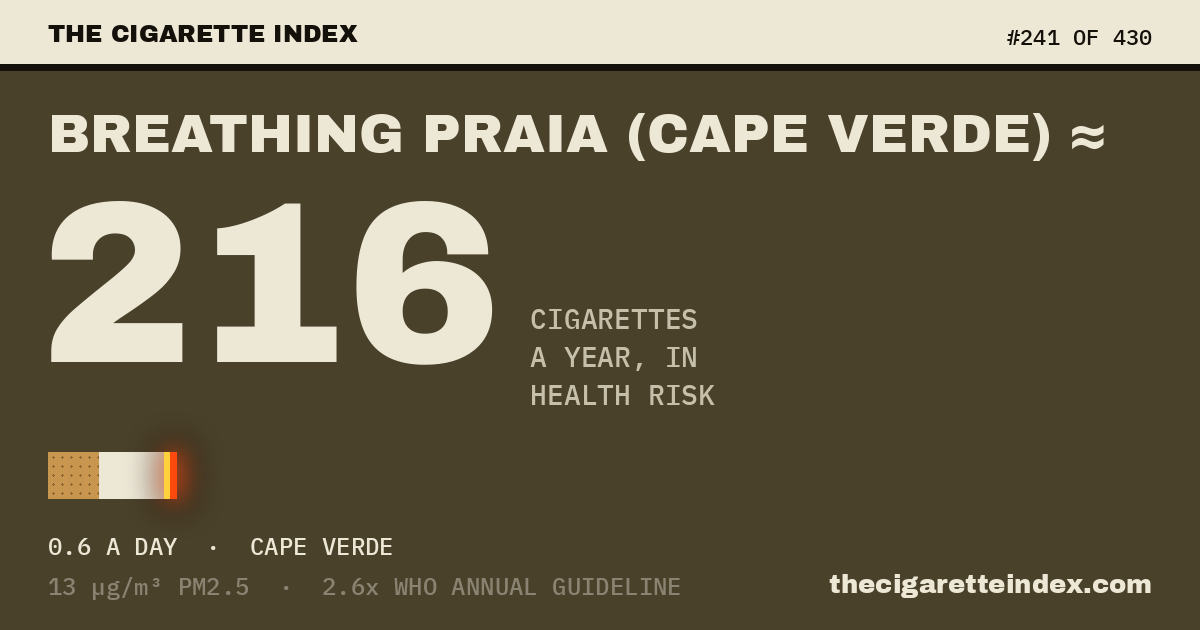 THE CIGARETTE INDEX
#241 OF 430
BREATHING PRAIA (CAPE VERDE) ≈
216
CIGARETTES
A YEAR, IN
HEALTH RISK
0.6 A DAY · CAPE VERDE
13 µg/m³ PM2.5 · 2.6x WHO ANNUAL GUIDELINE
thecigaretteindex.com